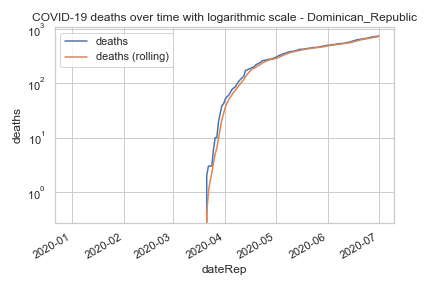 COVID-19 deaths over time with logarithmic scale - Dominican_Republic
10³
10²
10¹
10⁰
deaths
deaths
deaths (rolling)
2020-01
2020-02
2020-03
2020-04
2020-05
2020-06
2020-07
dateRep